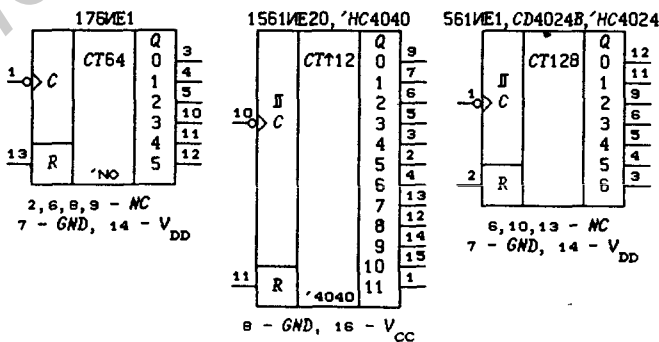 176ИЕ1
1
C
CT64
Q
0 3
1 4
2 5
3 10
4 11
5 12
13
R
'NO
2,6,8,9 – NC
7 – GND, 14 – VDD
1561ИЕ20,'HC4040
10
C
CT↑12
Q
0 9
1 7
2 6
3 5
4 3
5 2
6 4
7 13
8 12
9 14
10 15
11 1
11
R
'4040
8 – GND, 16 – VCC
561ИЕ1,CD4024B,'HC4024
1
C
CT128
Q
0 12
1 11
2 9
3 6
4 5
5 4
6 3
2
R
6,10,13 – NC
7 – GND, 14 – VDD